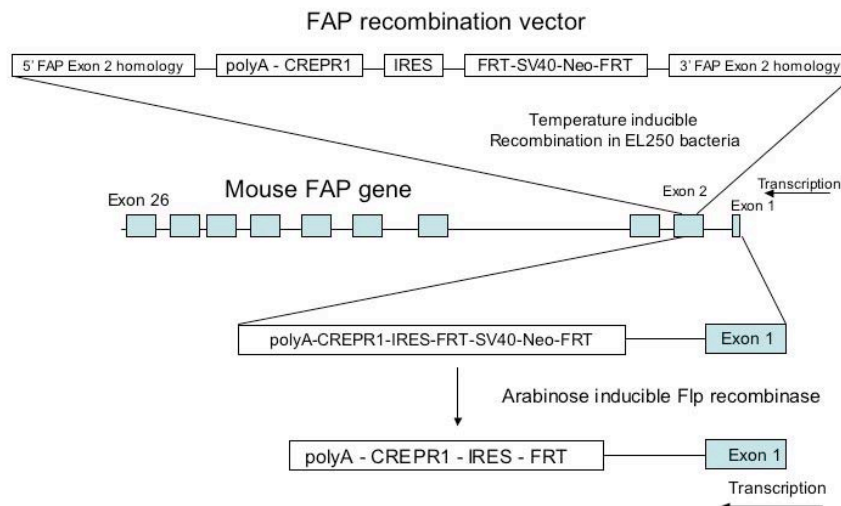 FAP recombination vector
5' FAP Exon 2 homology
polyA - CREPR1
IRES
FRT-SV40-Neo-FRT
3' FAP Exon 2 homology
Temperature inducible
Recombination in EL250 bacteria
Exon 26
Mouse FAP gene
Exon 2
Exon 1
Transcription
polyA-CREPR1-IRES-FRT-SV40-Neo-FRT
Exon 1
Arabinose inducible Flp recombinase
polyA - CREPR1 - IRES - FRT
Exon 1
Transcription